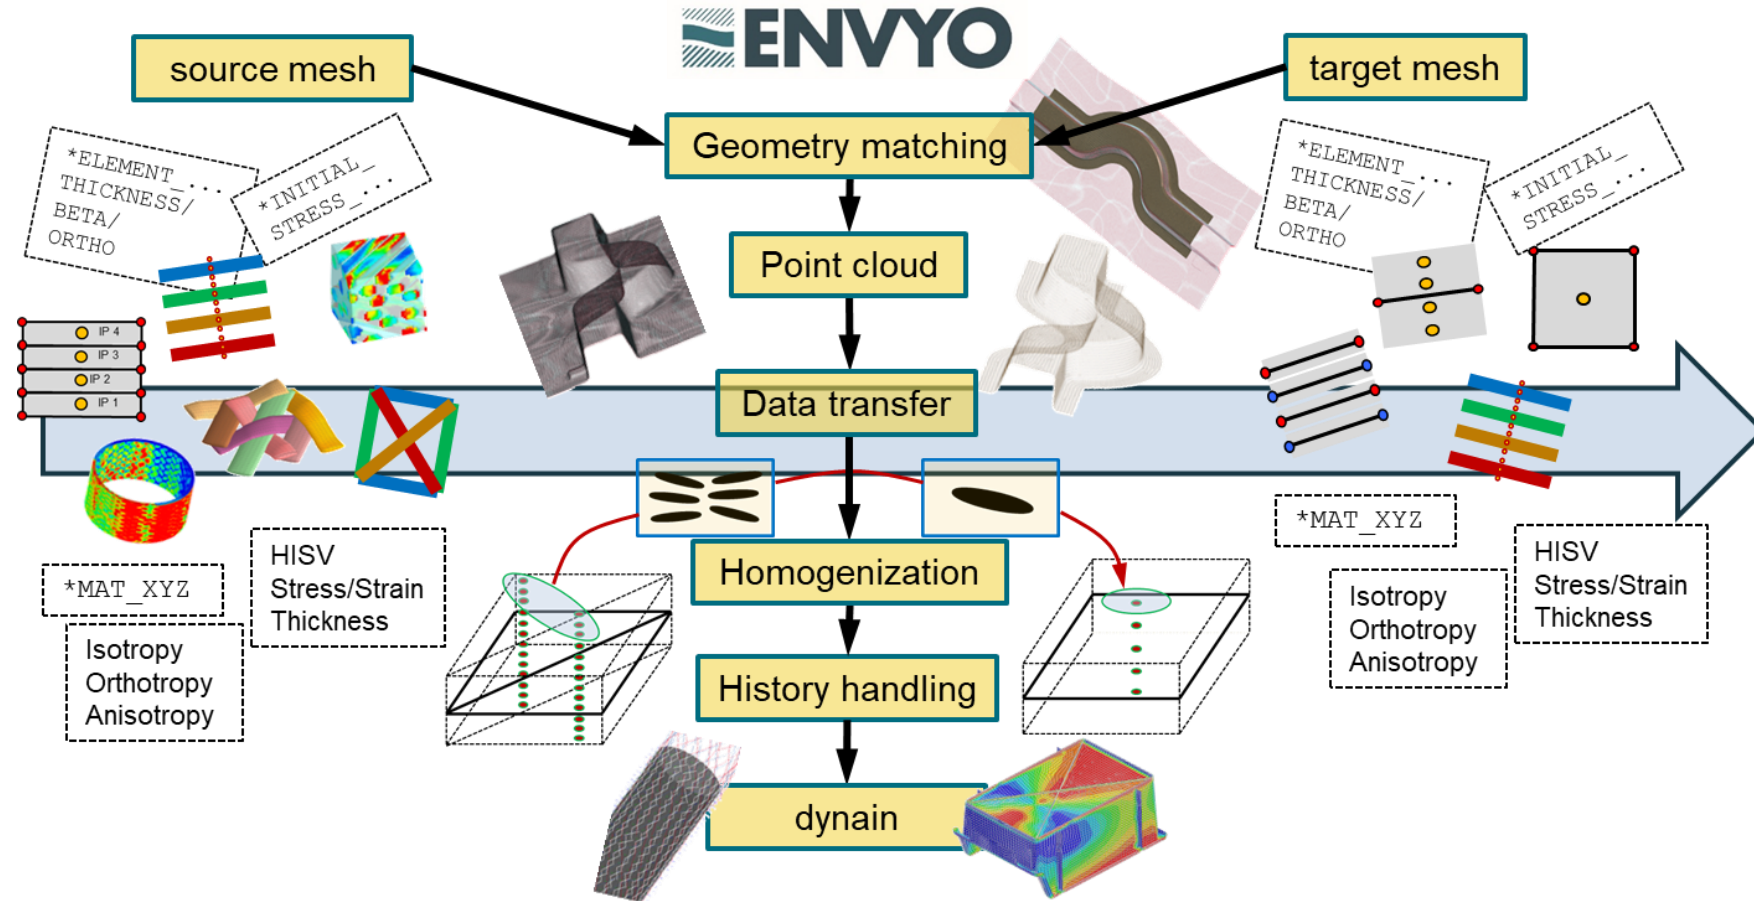 ENVYO
source mesh
target mesh
Geometry matching
*ELEMENT_...
THICKNESS/
BETA/
ORTHO
*INITIAL_
STRESS_...
*ELEMENT_...
THICKNESS/
BETA/
ORTHO
*INITIAL_
STRESS_...
Point cloud
IP 4
IP 3
IP 2
IP 1
Data transfer
*MAT_XYZ
HISV
Stress/Strain
Thickness
Isotropy
Orthotropy
Anisotropy
Homogenization
*MAT_XYZ
HISV
Stress/Strain
Thickness
Isotropy
Orthotropy
Anisotropy
History handling
dynain